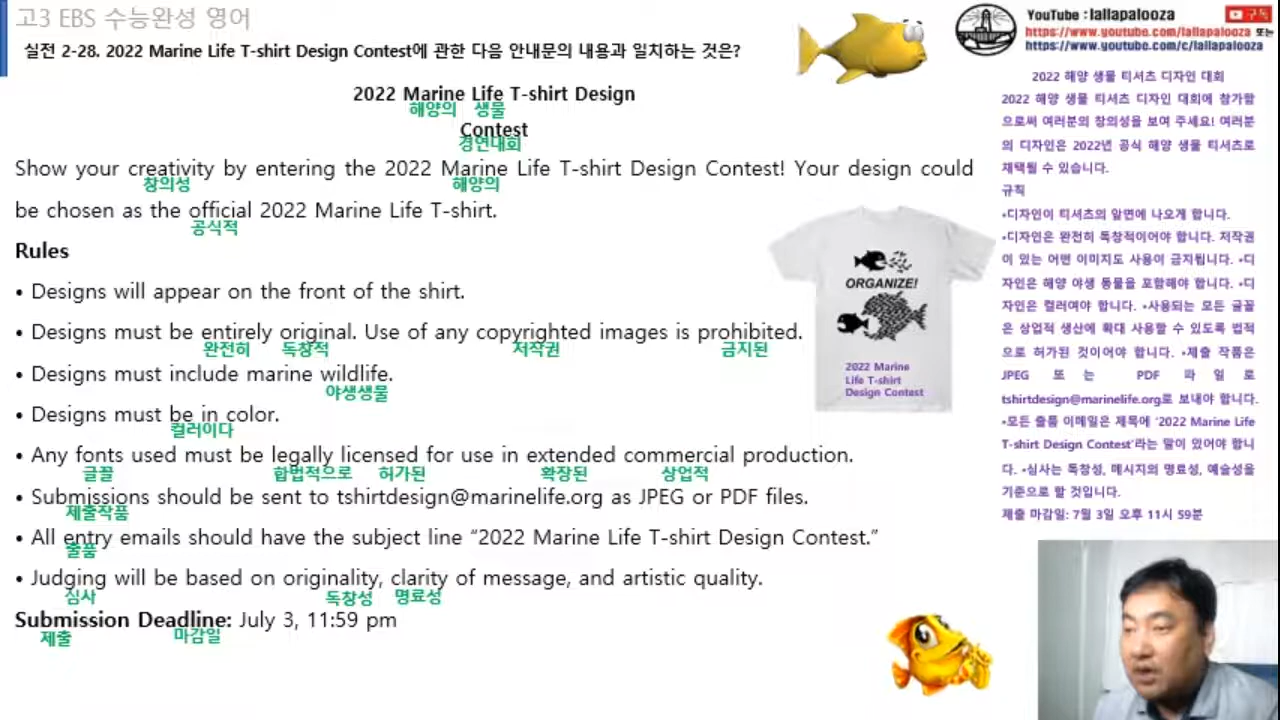 고3 EBS 수능완성 영어
실전 2-28. 2022 Marine Life T-shirt Design Contest에 관한 다음 안내문의 내용과 일치하는 것은?
YouTube : lallapalooza
구독
https://www.youtube.com/lallapalooza 또는
https://www.youtube.com/c/lallapalooza
2022 Marine Life T-shirt Design
해양의 생물
Contest
경연대회
Show your creativity by entering the 2022 Marine Life T-shirt Design Contest! Your design could
창의성 해양의
be chosen as the official 2022 Marine Life T-shirt.
공식적
Rules
• Designs will appear on the front of the shirt.
• Designs must be entirely original. Use of any copyrighted images is prohibited.
완전히 독창적 저작권 금지된
• Designs must include marine wildlife.
야생생물
• Designs must be in color.
컬러이다
• Any fonts used must be legally licensed for use in extended commercial production.
글꼴 합법적으로 허가된 확장된 상업적
• Submissions should be sent to tshirtdesign@marinelife.org as JPEG or PDF files.
제출작품
• All entry emails should have the subject line “2022 Marine Life T-shirt Design Contest.”
출품
• Judging will be based on originality, clarity of message, and artistic quality.
심사 독창성 명료성
Submission Deadline: July 3, 11:59 pm
제출 마감일
ORGANIZE!
2022 Marine
Life T-shirt
Design Contest
2022 해양 생물 티셔츠 디자인 대회
2022 해양 생물 티셔츠 디자인 대회에 참가함
으로써 여러분의 창의성을 보여 주세요! 여러분
의 디자인은 2022년 공식 해양 생물 티셔츠로
채택될 수 있습니다.
규칙
•디자인이 티셔츠의 앞면에 나오게 합니다.
•디자인은 완전히 독창적이어야 합니다. 저작권
이 있는 어떤 이미지도 사용이 금지됩니다. •디
자인은 해양 야생 동물을 포함해야 합니다. •디
자인은 컬러여야 합니다. •사용되는 모든 글꼴
은 상업적 생산에 확대 사용할 수 있도록 법적
으로 허가된 것이어야 합니다. •제출 작품은
JPEG 또는 PDF 파일로
tshirtdesign@marinelife.org로 보내야 합니다.
•모든 출품 이메일은 제목에 ‘2022 Marine Life
T-shirt Design Contest’라는 말이 있어야 합니
다. •심사는 독창성, 메시지의 명료성, 예술성을
기준으로 할 것입니다.
제출 마감일: 7월 3일 오후 11시 59분